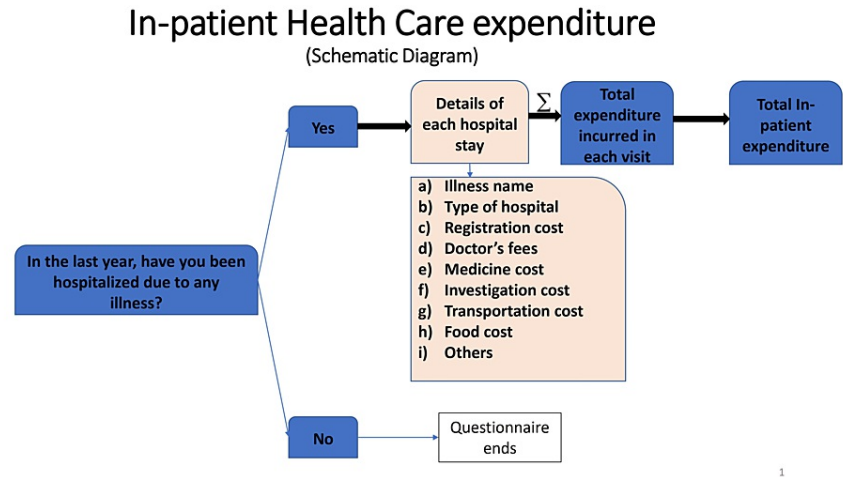 In-patient Health Care expenditure
(Schematic Diagram)
Yes
Details of
each hospital
stay
∑
Total
expenditure
incurred in
each visit
Total In-
patient
expenditure
a) Illness name
b) Type of hospital
c) Registration cost
d) Doctor's fees
e) Medicine cost
f) Investigation cost
g) Transportation cost
h) Food cost
i) Others
In the last year, have you been
hospitalized due to any
illness?
No
Questionnaire
ends
1